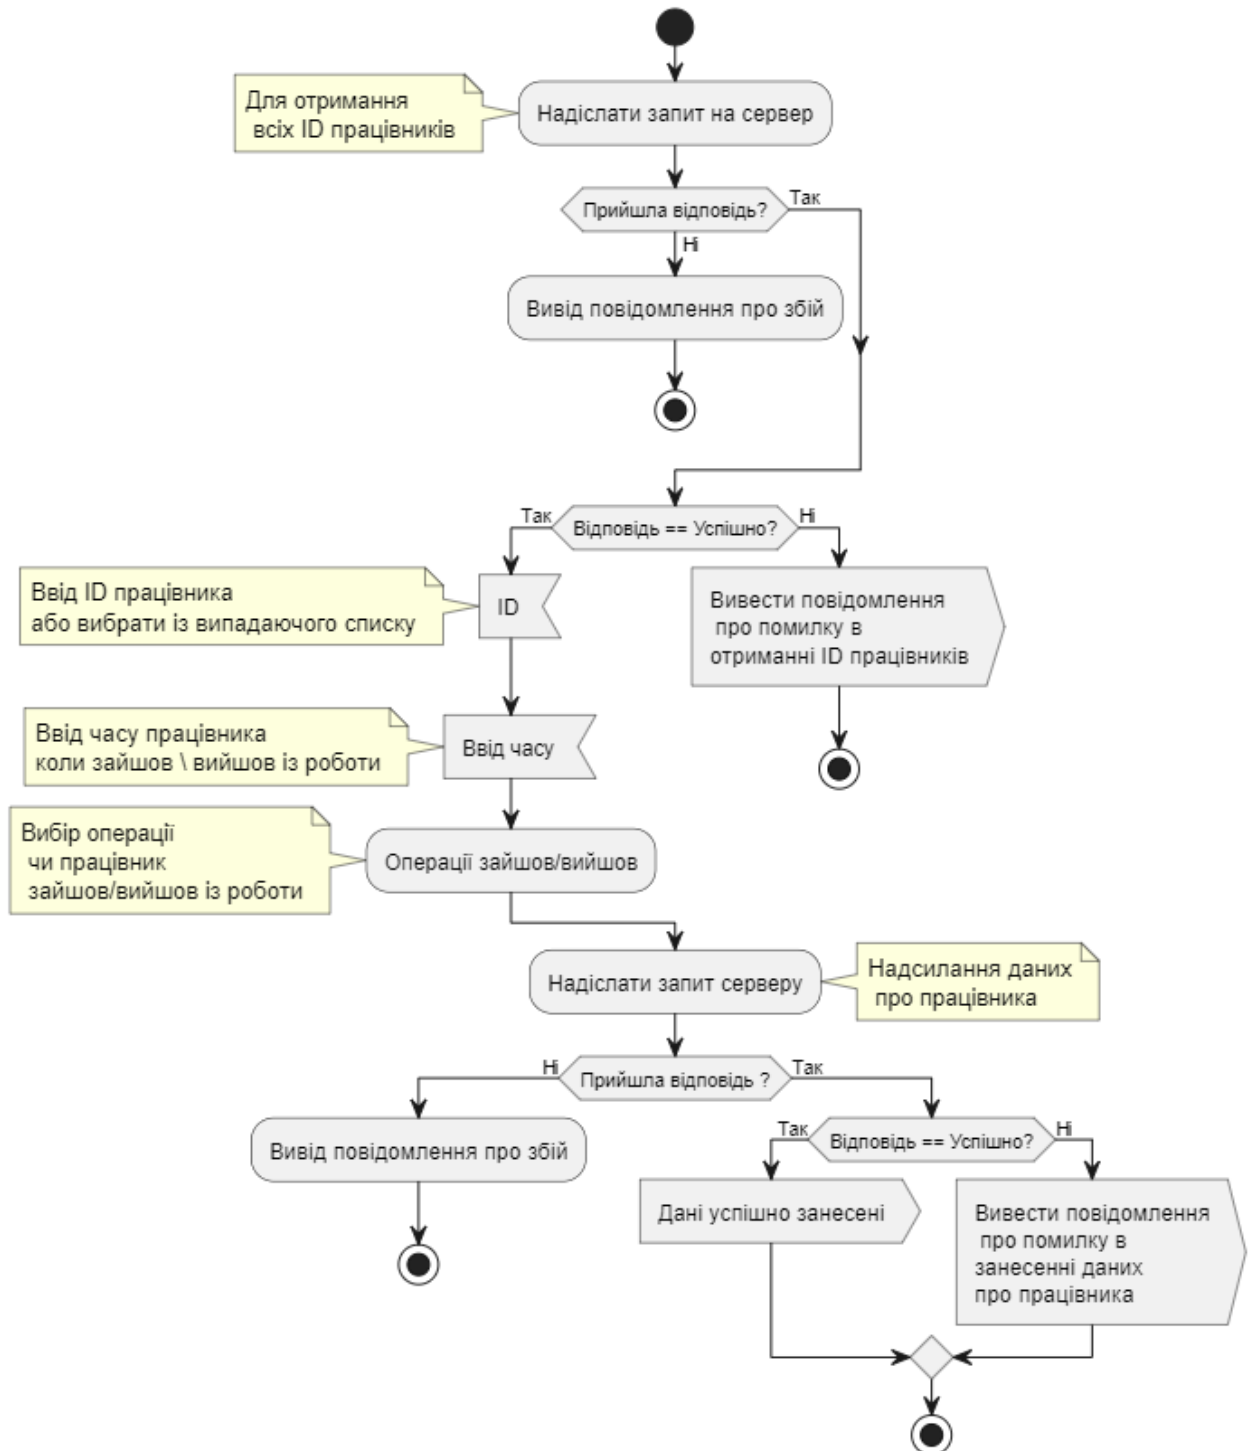 Для отримання
всіх ID працівників
Надіслати запит на сервер
Прийшла відповідь?
Так
Ні
Вивід повідомлення про збій
Так
Відповідь == Успішно?
Ні
Ввід ID працівника
або вибрати із випадаючого списку
ID
Вивести повідомлення
про помилку в
отриманні ID працівників
Ввід часу працівника
коли зайшов \ вийшов із роботи
Ввід часу
Вибір операції
чи працівник
зайшов/вийшов із роботи
Операції зайшов/вийшов
Надіслати запит серверу
Надсилання даних
про працівника
Ні
Прийшла відповідь ?
Так
Вивід повідомлення про збій
Так
Відповідь == Успішно?
Ні
Дані успішно занесені
Вивести повідомлення
про помилку в
занесенні даних
про працівника